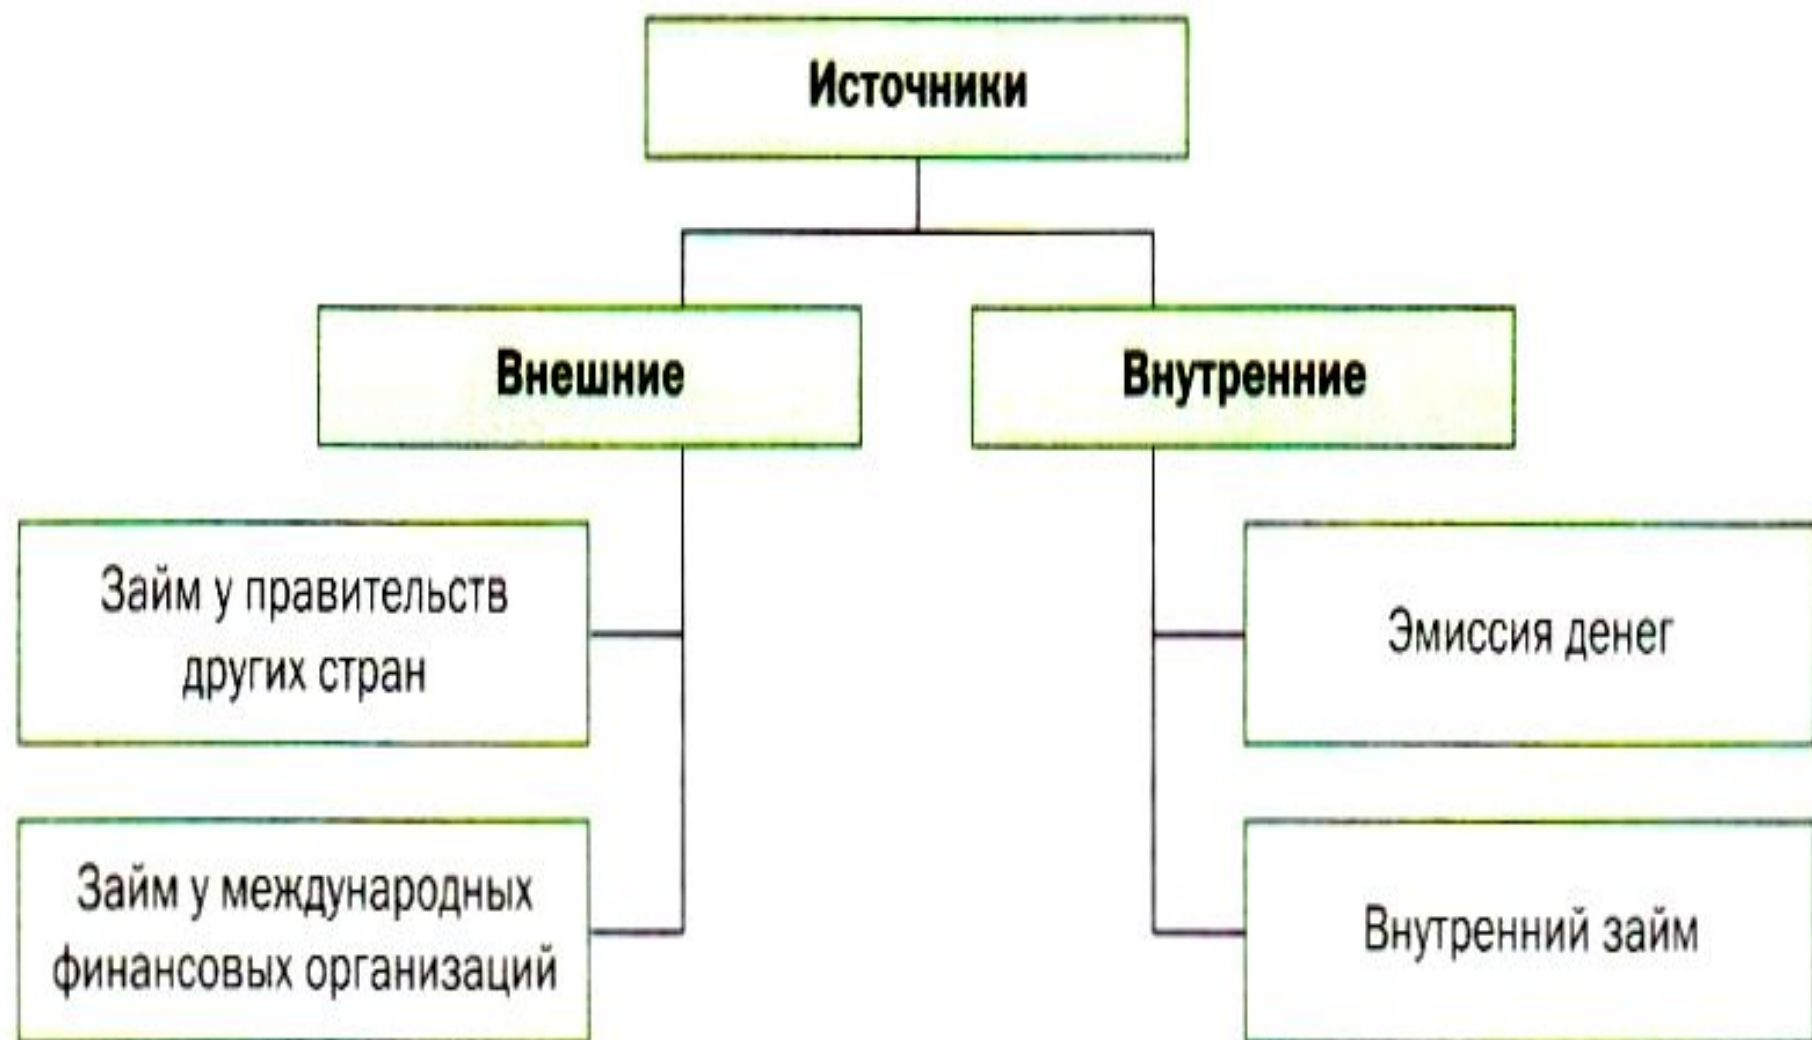 Источники
Внешние
Внутренние
Займ у правительств
других стран
Эмиссия денег
Займ у международных
финансовых организаций
Внутренний займ